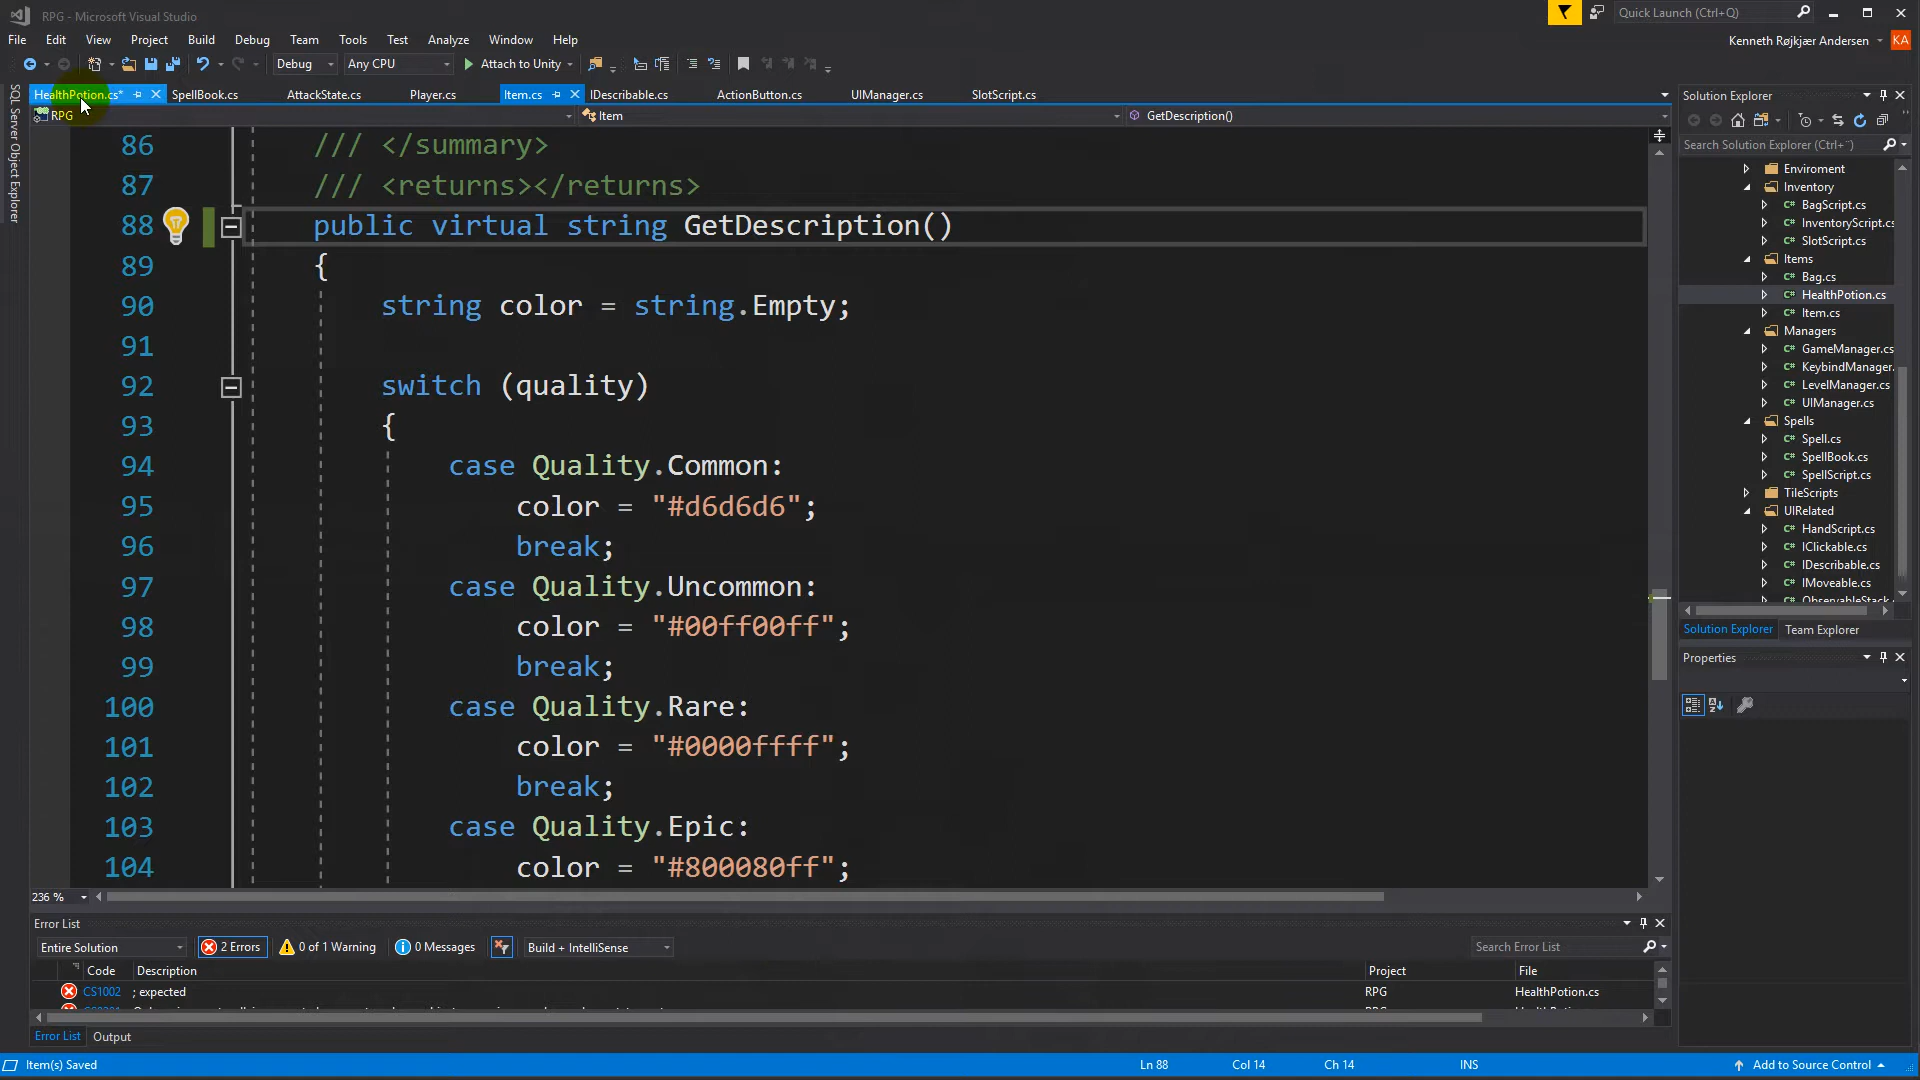 RPG - Microsoft Visual Studio
Quick Launch (Ctrl+Q)
File Edit View Project Build Debug Team Tools Test Analyze Window Help
Kenneth Røjkjær Andersen KA
Debug Any CPU Attach to Unity
SQL Server Object Explorer
HealthPotion.cs* SpellBook.cs AttackState.cs Player.cs Item.cs IDescribable.cs ActionButton.cs UIManager.cs SlotScript.cs
RPG Item GetDescription()
86 /// </summary>
87 /// <returns></returns>
88 public virtual string GetDescription()
89 {
90 string color = string.Empty;
91
92 switch (quality)
93 {
94 case Quality.Common:
95 color = "#d6d6d6";
96 break;
97 case Quality.Uncommon:
98 color = "#00ff00ff";
99 break;
100 case Quality.Rare:
101 color = "#0000ffff";
102 break;
103 case Quality.Epic:
104 color = "#800080ff";
236 %
Solution Explorer
Search Solution Explorer (Ctrl+¨)
Enviroment
Inventory
C# BagScript.cs
C# InventoryScript.cs
C# SlotScript.cs
Items
C# Bag.cs
C# HealthPotion.cs
C# Item.cs
Managers
C# GameManager.cs
C# KeybindManager.
C# LevelManager.cs
C# UIManager.cs
Spells
C# Spell.cs
C# SpellBook.cs
C# SpellScript.cs
TileScripts
UIRelated
C# HandScript.cs
C# IClickable.cs
C# IDescribable.cs
C# IMoveable.cs
C# ObservableStack
Solution Explorer Team Explorer
Properties
Error List
Entire Solution 2 Errors 0 of 1 Warning 0 Messages Build + IntelliSense Search Error List
Code Description Project File
CS1002 ; expected RPG HealthPotion.cs
Error List Output
Item(s) Saved Ln 88 Col 14 Ch 14 INS Add to Source Control